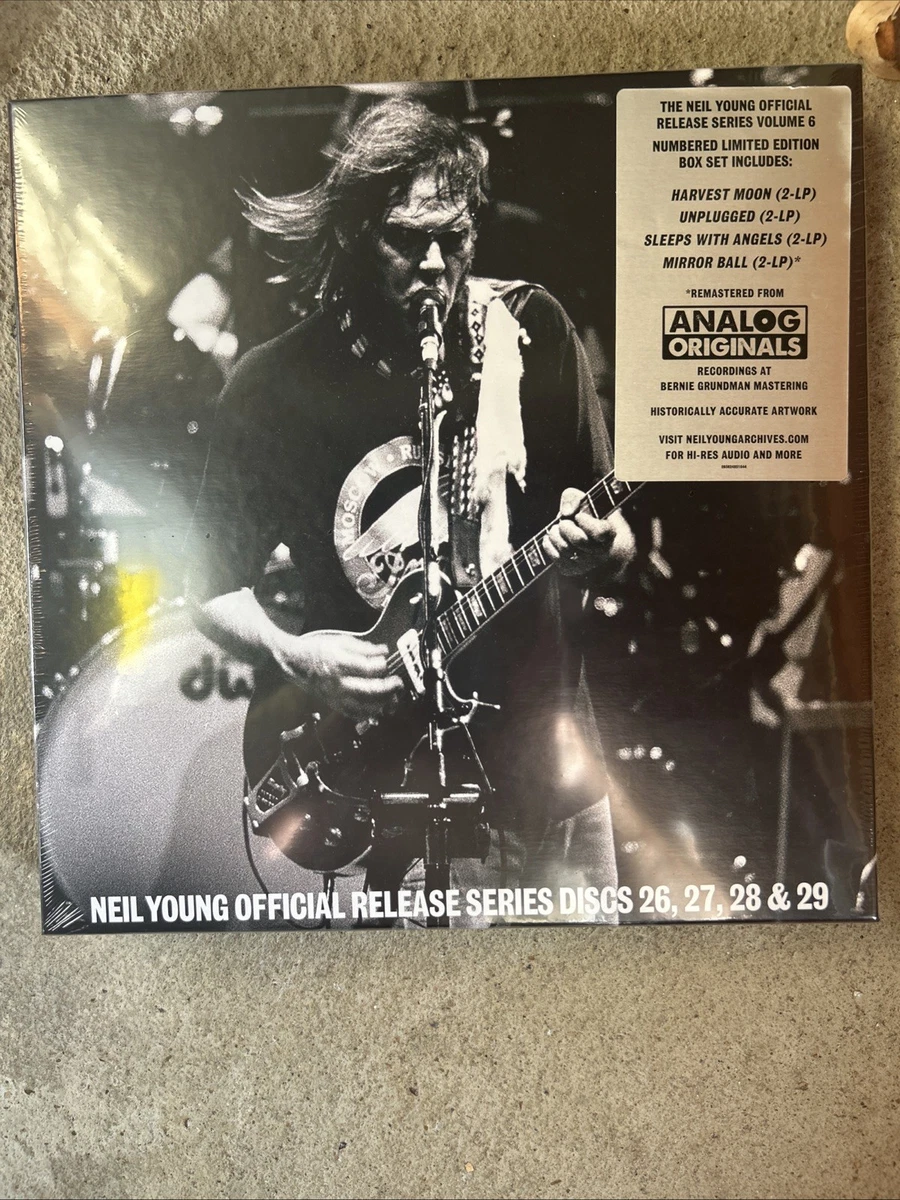 THE NEIL YOUNG OFFICIAL
RELEASE SERIES VOLUME 6
NUMBERED LIMITED EDITION
BOX SET INCLUDES:
HARVEST MOON (2-LP)
UNPLUGGED (2-LP)
SLEEPS WITH ANGELS (2-LP)
MIRROR BALL (2-LP)*
*REMASTERED FROM
ANALOG
ORIGINALS
RECORDINGS AT
BERNIE GRUNDMAN MASTERING
HISTORICALLY ACCURATE ARTWORK
VISIT NEILYOUNGARCHIVES.COM
FOR HI-RES AUDIO AND MORE
MOSCOW •
dw
NEIL YOUNG OFFICIAL RELEASE SERIES DISCS 26, 27, 28 & 29